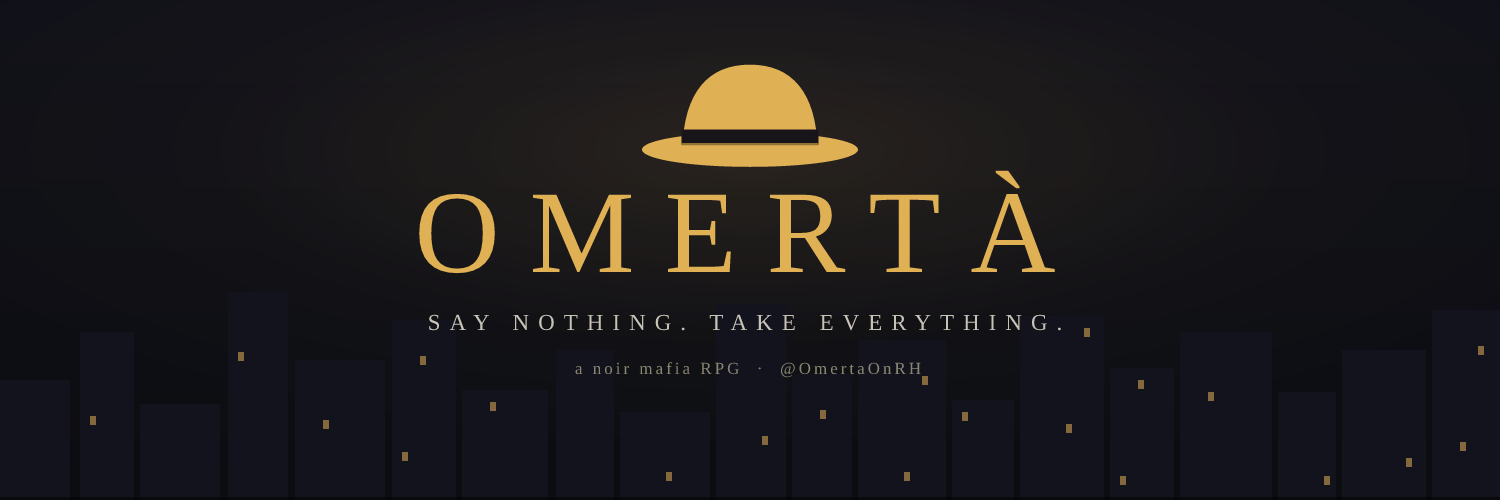 OMERTÀ
SAY NOTHING. TAKE EVERYTHING.
a noir mafia RPG · @OmertaOnRH